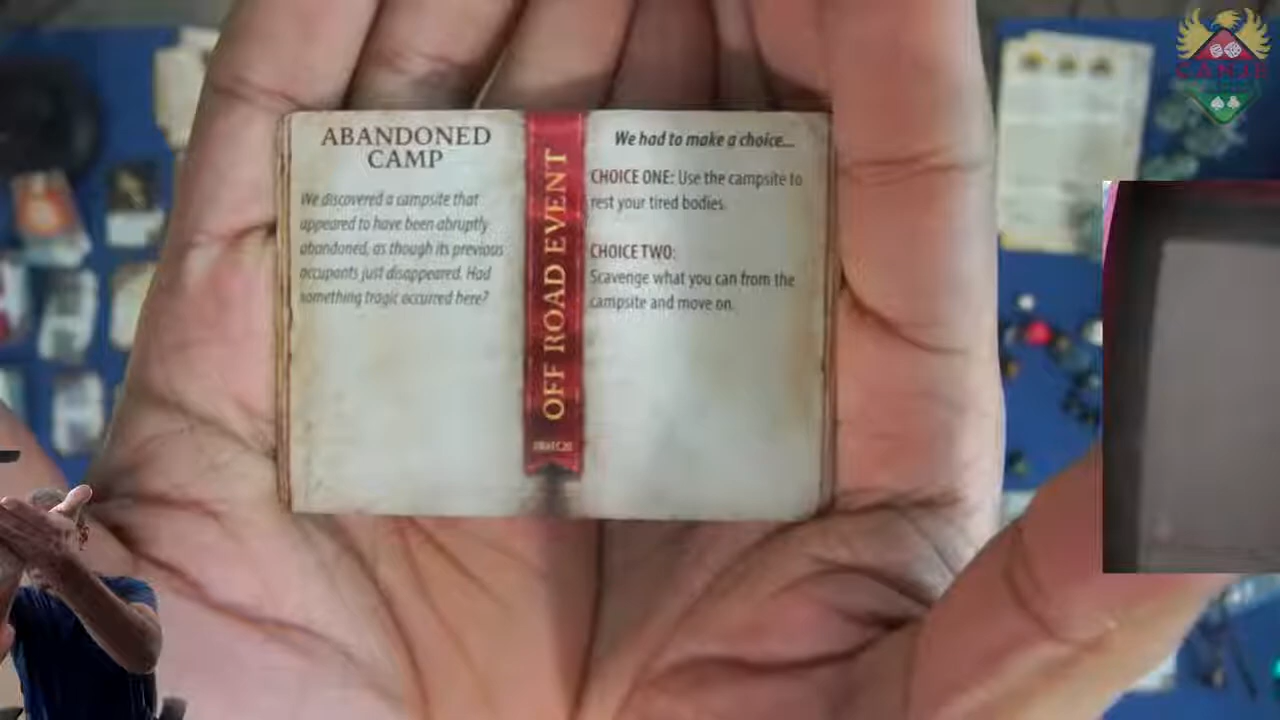 ABANDONED
CAMP
We discovered a campsite that
appeared to have been abruptly
abandoned, as though its previous
occupants just disappeared. Had
something tragic occurred here?
OFF ROAD EVENT
We had to make a choice...
CHOICE ONE: Use the campsite to
rest your tired bodies.
CHOICE TWO:
Scavenge what you can from the
campsite and move on.